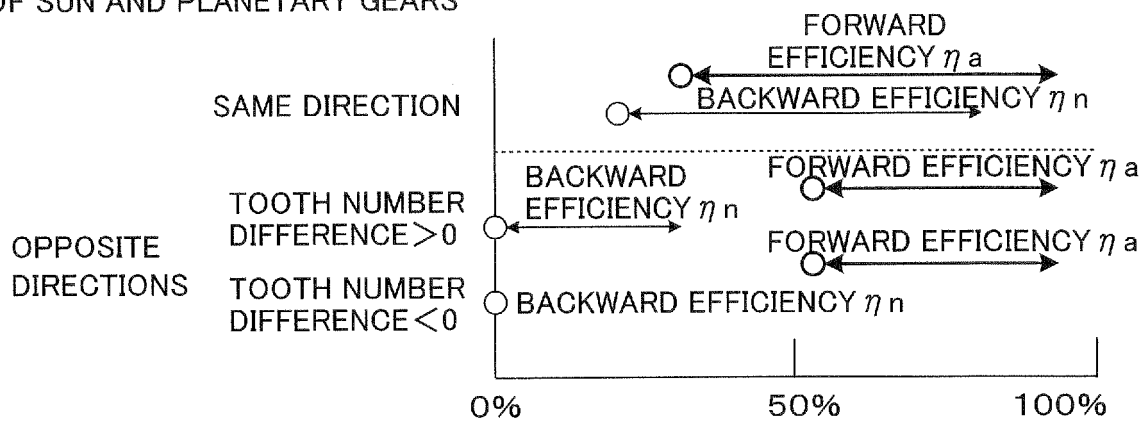 OF SUN AND PLANETARY GEARS
FORWARD
EFFICIENCY η a
SAME DIRECTION
BACKWARD EFFICIENCY η n
FORWARD EFFICIENCY η a
BACKWARD
EFFICIENCY η n
TOOTH NUMBER
DIFFERENCE>0
OPPOSITE
DIRECTIONS
FORWARD EFFICIENCY η a
TOOTH NUMBER
DIFFERENCE<0
BACKWARD EFFICIENCY η n
0%
50%
100%